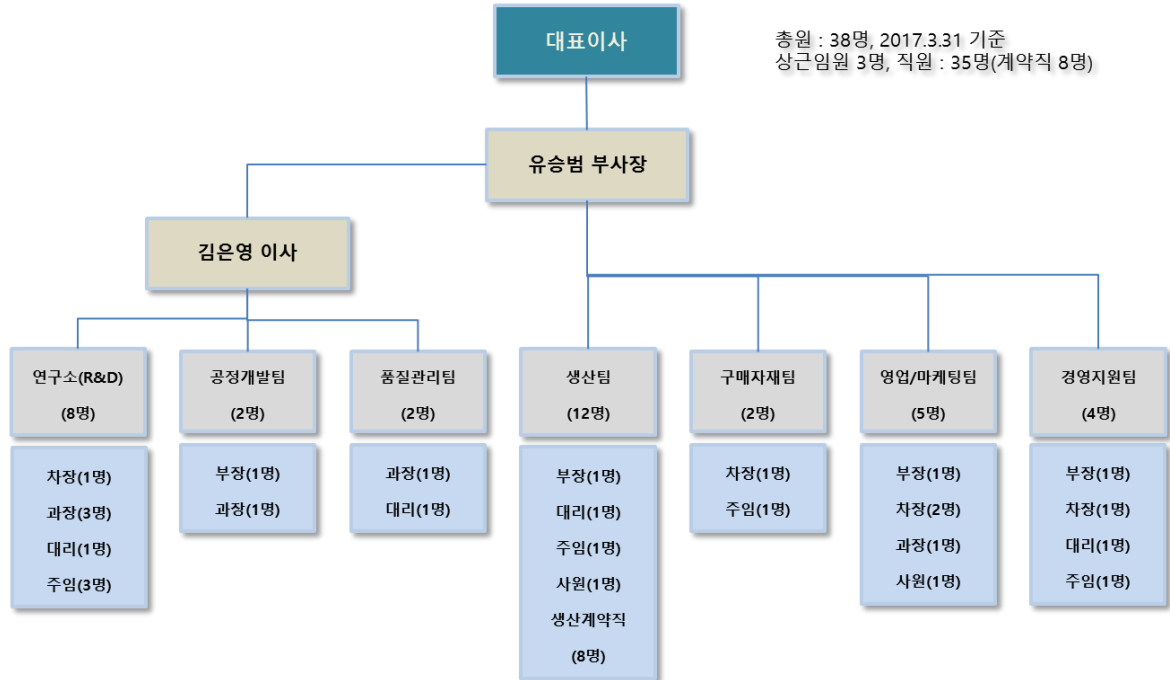 대표이사
총원 : 38명, 2017.3.31 기준
상근임원 3명, 직원 : 35명(계약직 8명)
유승범 부사장
김은영 이사
연구소(R&D)
(8명)
차장(1명)
과장(3명)
대리(1명)
주임(3명)
공정개발팀
(2명)
부장(1명)
과장(1명)
품질관리팀
(2명)
과장(1명)
대리(1명)
생산팀
(12명)
부장(1명)
대리(1명)
주임(1명)
사원(1명)
생산계약직
(8명)
구매자재팀
(2명)
차장(1명)
주임(1명)
영업/마케팅팀
(5명)
부장(1명)
차장(2명)
과장(1명)
사원(1명)
경영지원팀
(4명)
부장(1명)
차장(1명)
대리(1명)
주임(1명)